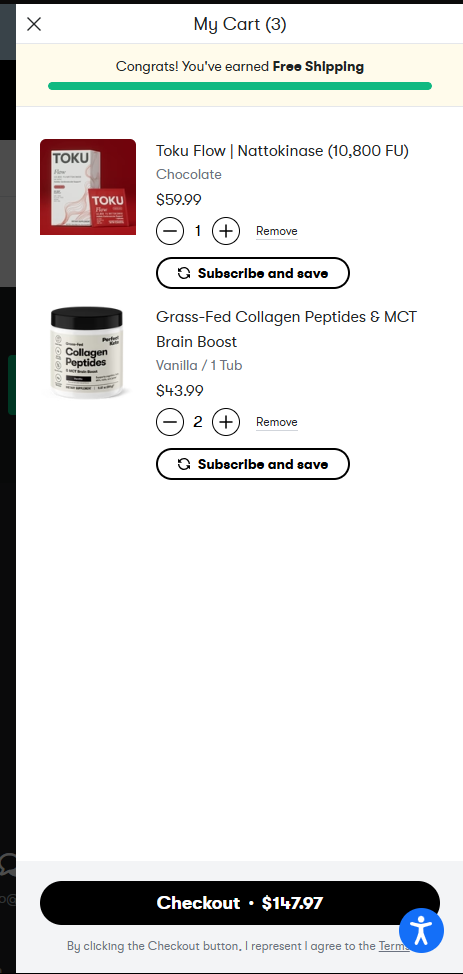 My Cart (3)
Congrats! You've earned Free Shipping
TOKU
Flow
TOKU
Flow
Toku Flow | Nattokinase (10,800 FU)
Chocolate
$59.99
1
Remove
Subscribe and save
Perfect
Keto
Grass-Fed
Collagen
Peptides
& MCT Brain Boost
Grass-Fed Collagen Peptides & MCT
Brain Boost
Vanilla / 1 Tub
$43.99
2
Remove
Subscribe and save
Checkout • $147.97
By clicking the Checkout button, I represent I agree to the Terms